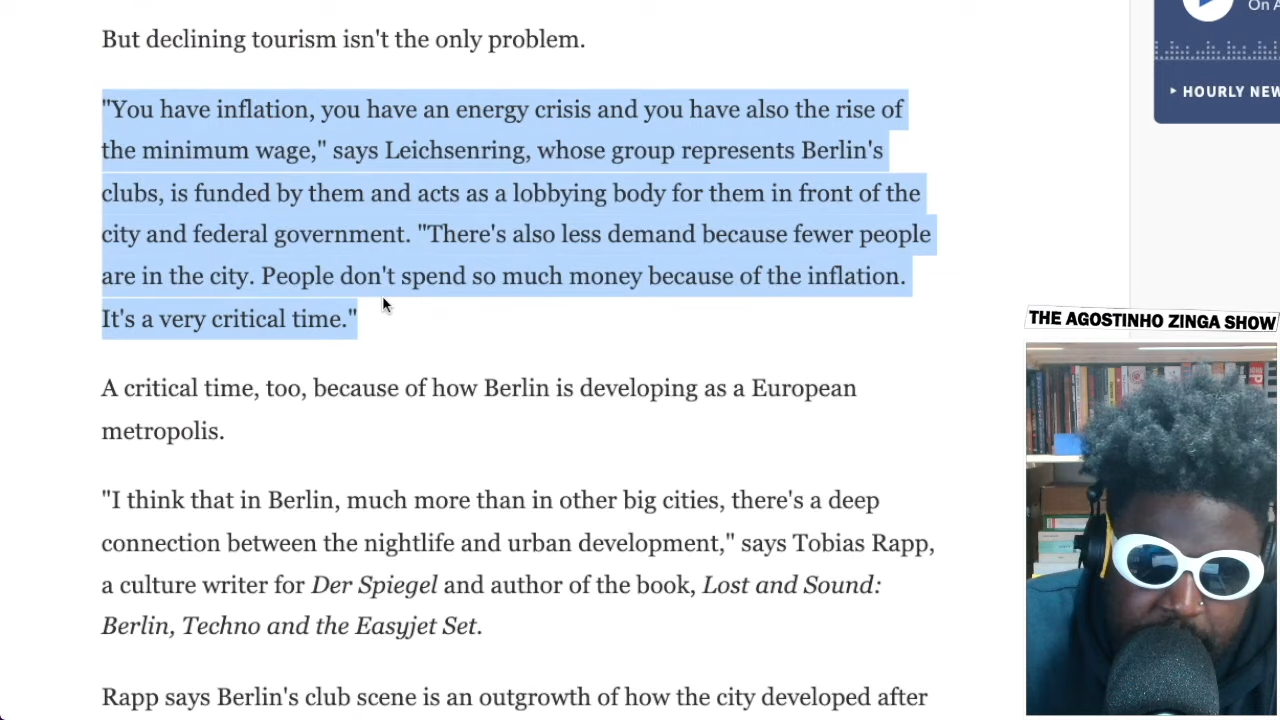 But declining tourism isn't the only problem.
On A
"You have inflation, you have an energy crisis and you have also the rise of
the minimum wage," says Leichsenring, whose group represents Berlin's
clubs, is funded by them and acts as a lobbying body for them in front of the
city and federal government. "There's also less demand because fewer people
are in the city. People don't spend so much money because of the inflation.
It's a very critical time."
HOURLY NEW
A critical time, too, because of how Berlin is developing as a European
metropolis.
"I think that in Berlin, much more than in other big cities, there's a deep
connection between the nightlife and urban development," says Tobias Rapp,
a culture writer for Der Spiegel and author of the book, Lost and Sound:
Berlin, Techno and the Easyjet Set.
Rapp says Berlin's club scene is an outgrowth of how the city developed after
THE AGOSTINHO ZINGA SHOW